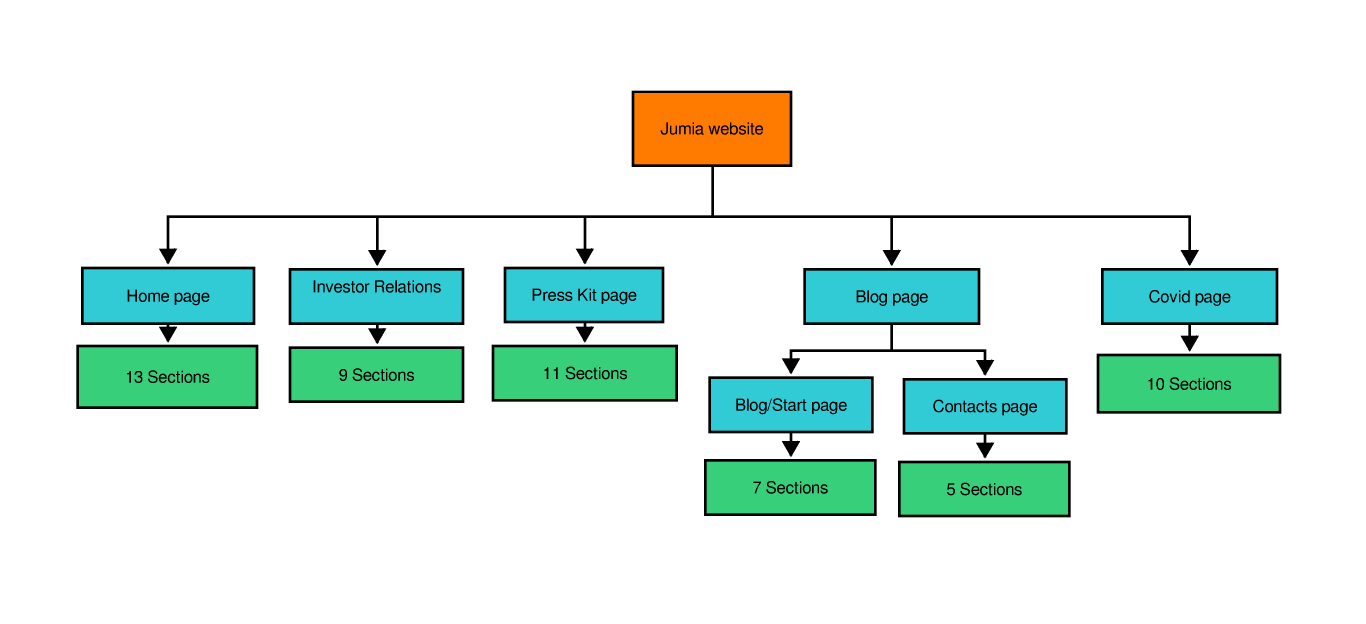 Jumia website
Home page
Investor Relations
Press Kit page
Blog page
Covid page
13 Sections
9 Sections
11 Sections
10 Sections
Blog/Start page
Contacts page
7 Sections
5 Sections